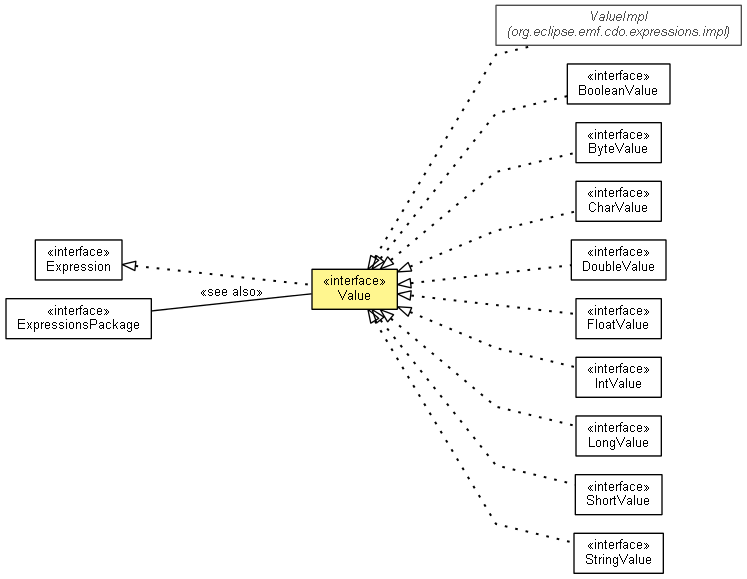 ValueImpl
(org.eclipse.emf.cdo.expressions.impl)
«interface»
BooleanValue
«interface»
ByteValue
«interface»
CharValue
«interface»
Expression
«interface»
DoubleValue
«see also»
«interface»
Value
«interface»
ExpressionsPackage
«interface»
FloatValue
«interface»
IntValue
«interface»
LongValue
«interface»
ShortValue
«interface»
StringValue